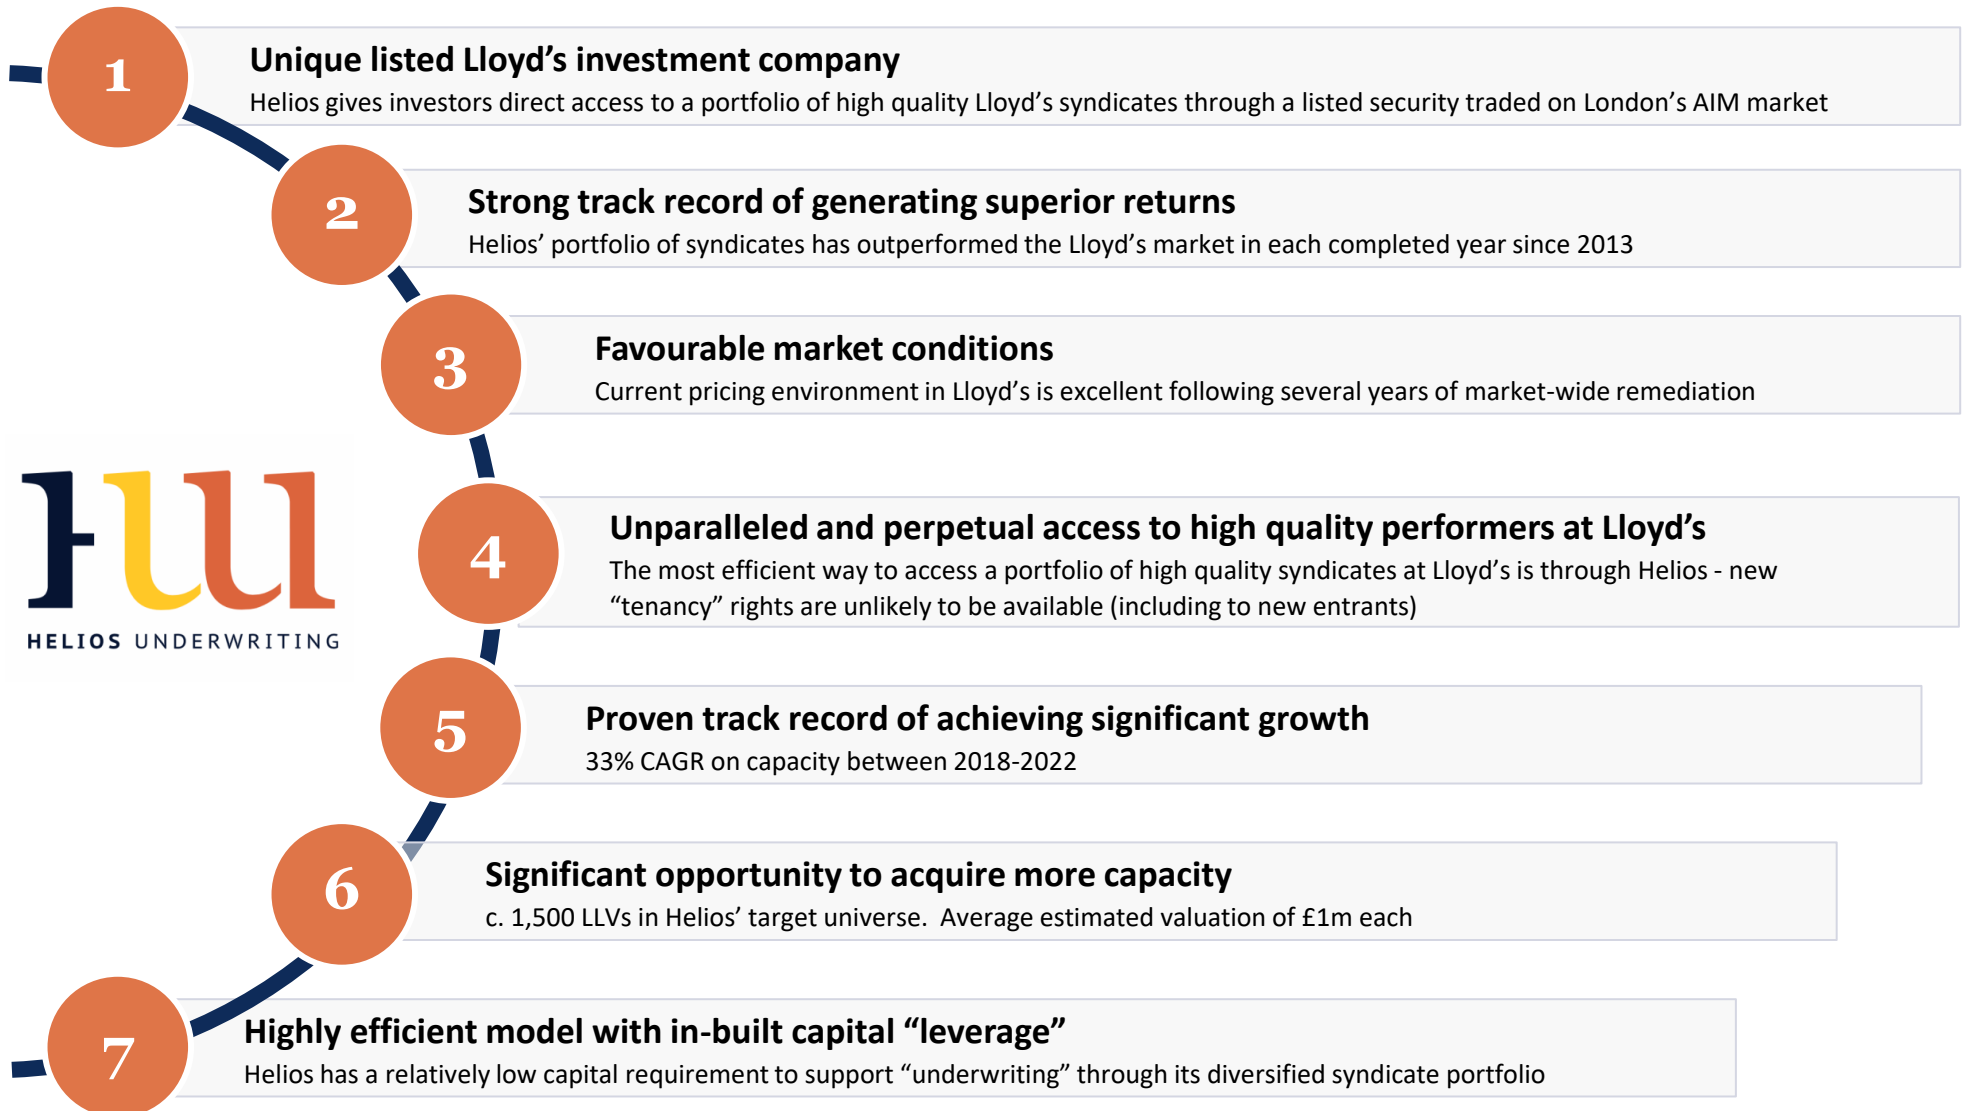 1
Unique listed Lloyd’s investment company
Helios gives investors direct access to a portfolio of high quality Lloyd’s syndicates through a listed security traded on London’s AIM market
2
Strong track record of generating superior returns
Helios’ portfolio of syndicates has outperformed the Lloyd’s market in each completed year since 2013
3
Favourable market conditions
Current pricing environment in Lloyd’s is excellent following several years of market-wide remediation
HELIOS UNDERWRITING
4
Unparalleled and perpetual access to high quality performers at Lloyd’s
The most efficient way to access a portfolio of high quality syndicates at Lloyd’s is through Helios - new
“tenancy” rights are unlikely to be available (including to new entrants)
5
Proven track record of achieving significant growth
33% CAGR on capacity between 2018-2022
6
Significant opportunity to acquire more capacity
c. 1,500 LLVs in Helios’ target universe.  Average estimated valuation of £1m each
7
Highly efficient model with in-built capital “leverage”
Helios has a relatively low capital requirement to support “underwriting” through its diversified syndicate portfolio